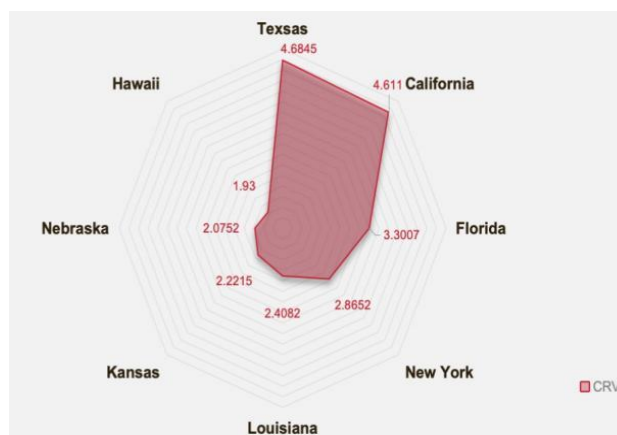 Texsas
4.6845
Hawaii
4.611
California
1.93
Nebraska
2.0752
3.3007
Florida
2.2215
2.8652
2.4082
Kansas
New York
CRV
Louisiana